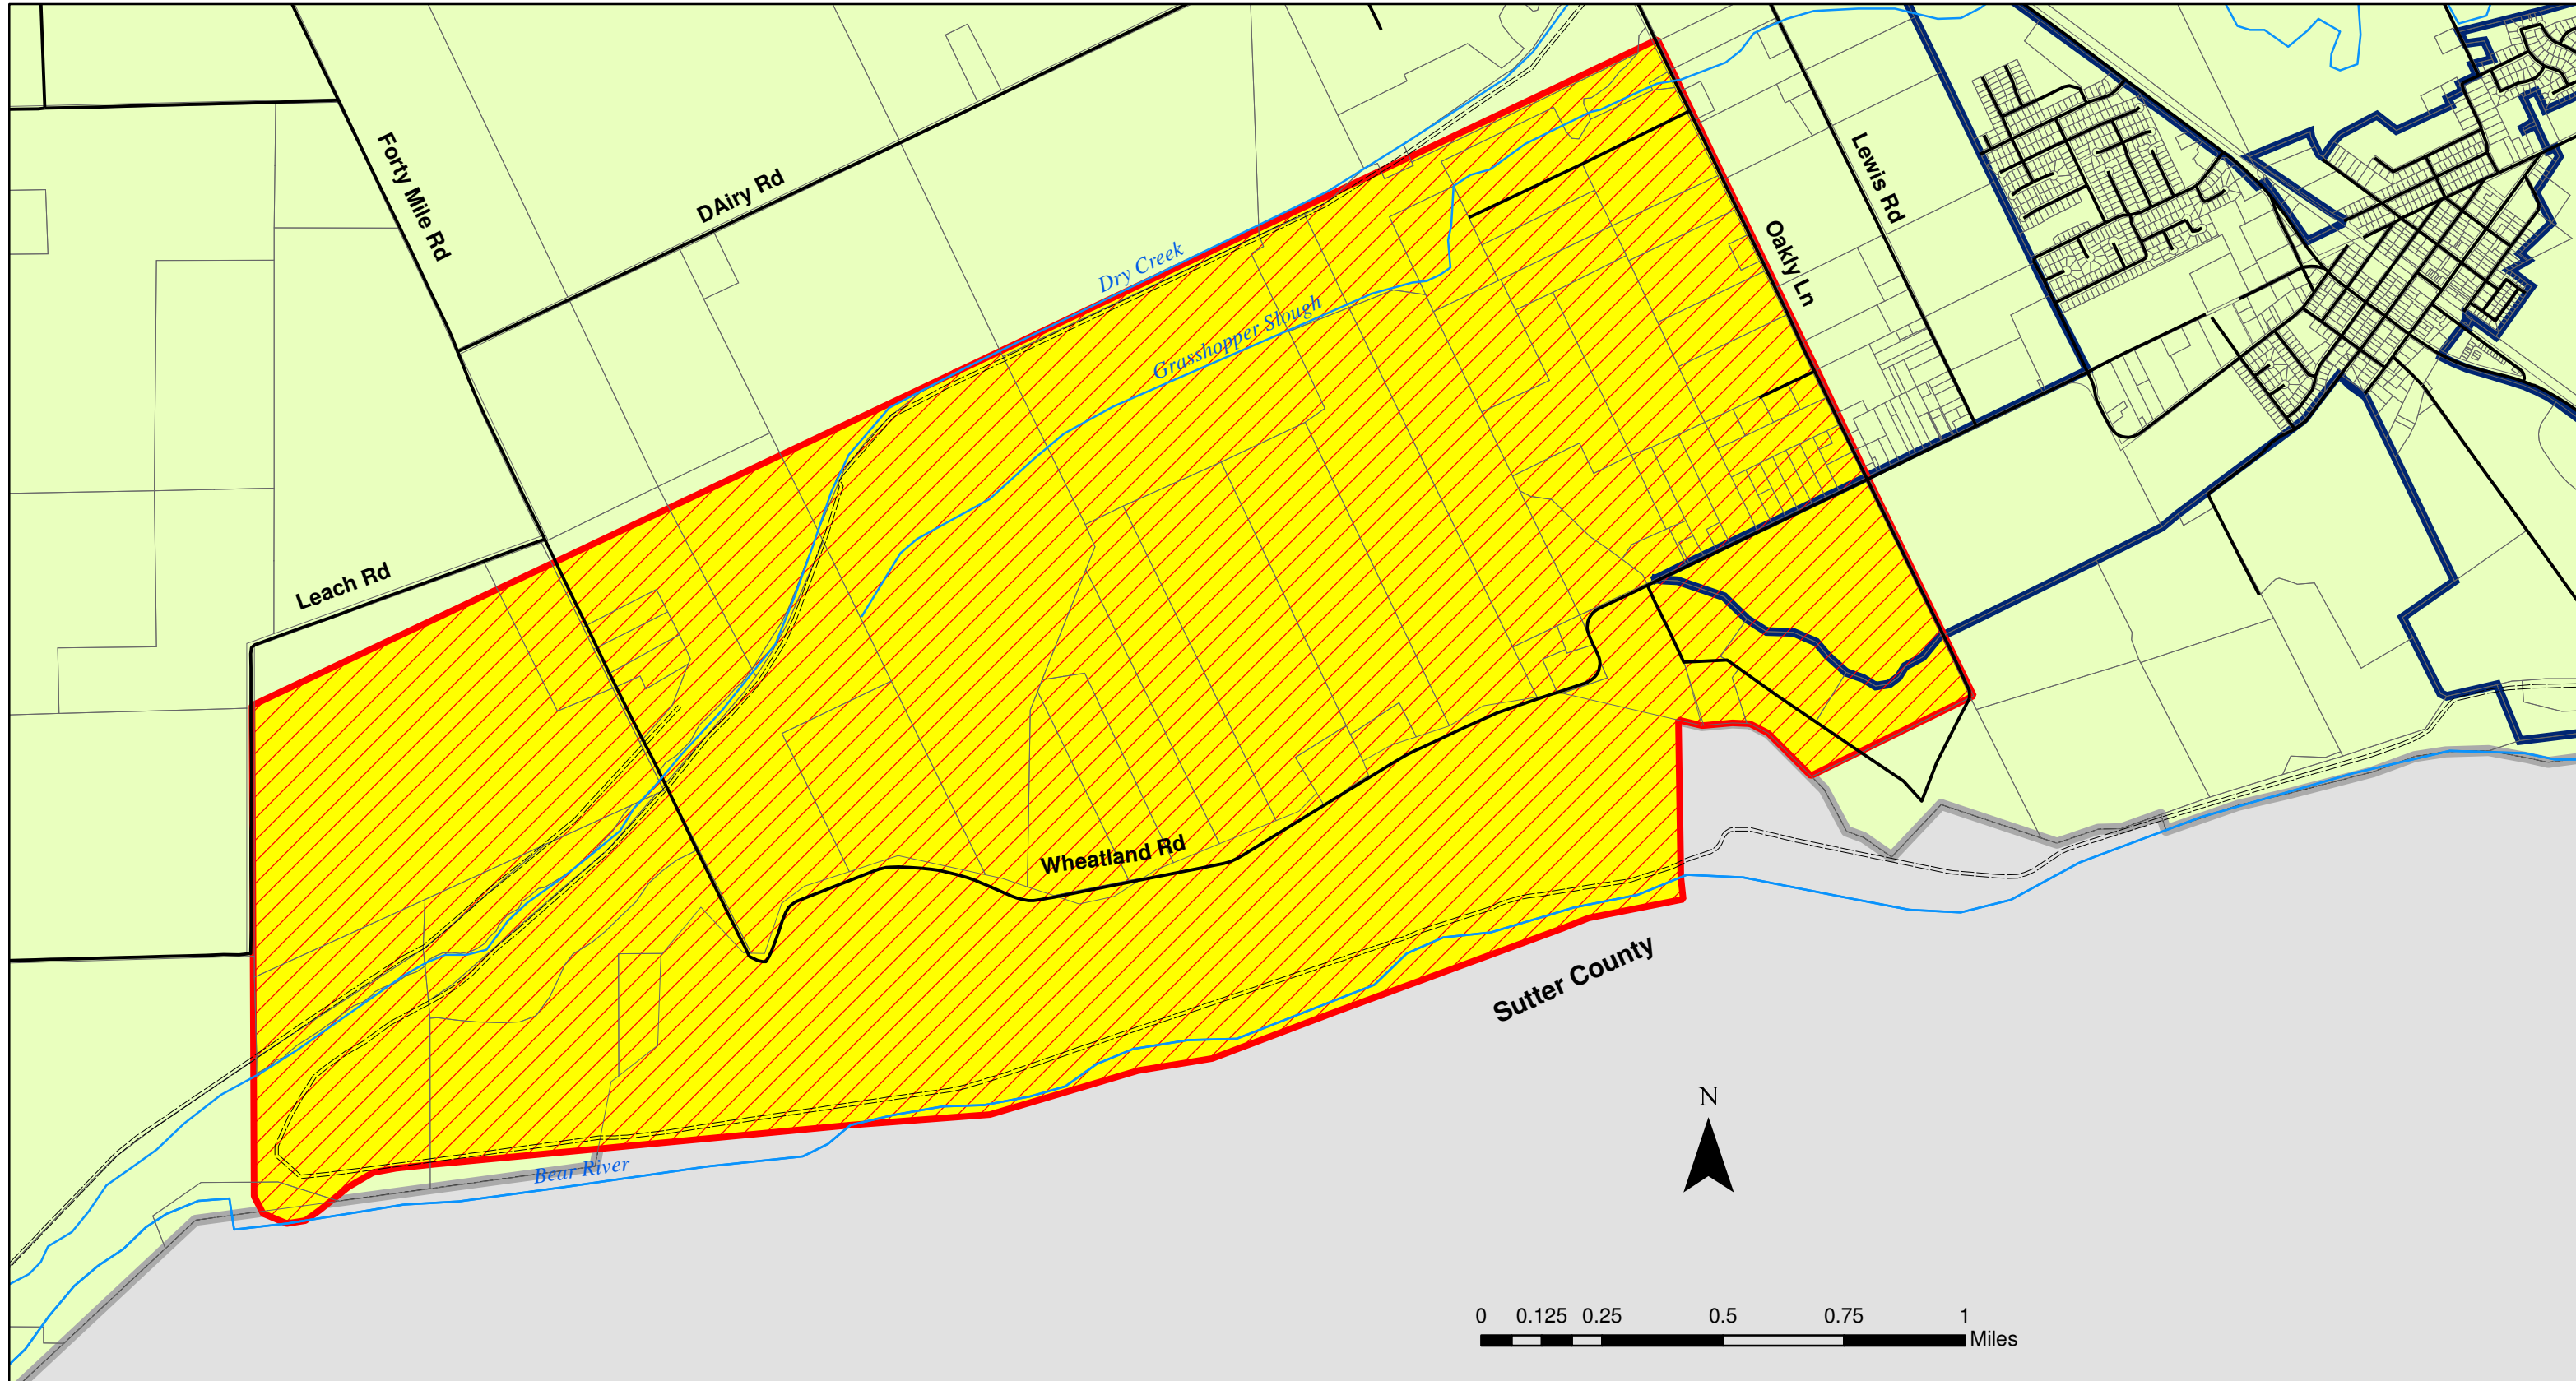 Forty Mile Rd
DAiry Rd
Lewis Rd
Oakly Ln
Dry Creek
Grasshopper Slough
Leach Rd
Wheatland Rd
Sutter County
Bear River
N
0 0.125 0.25 0.5 0.75 1
Miles